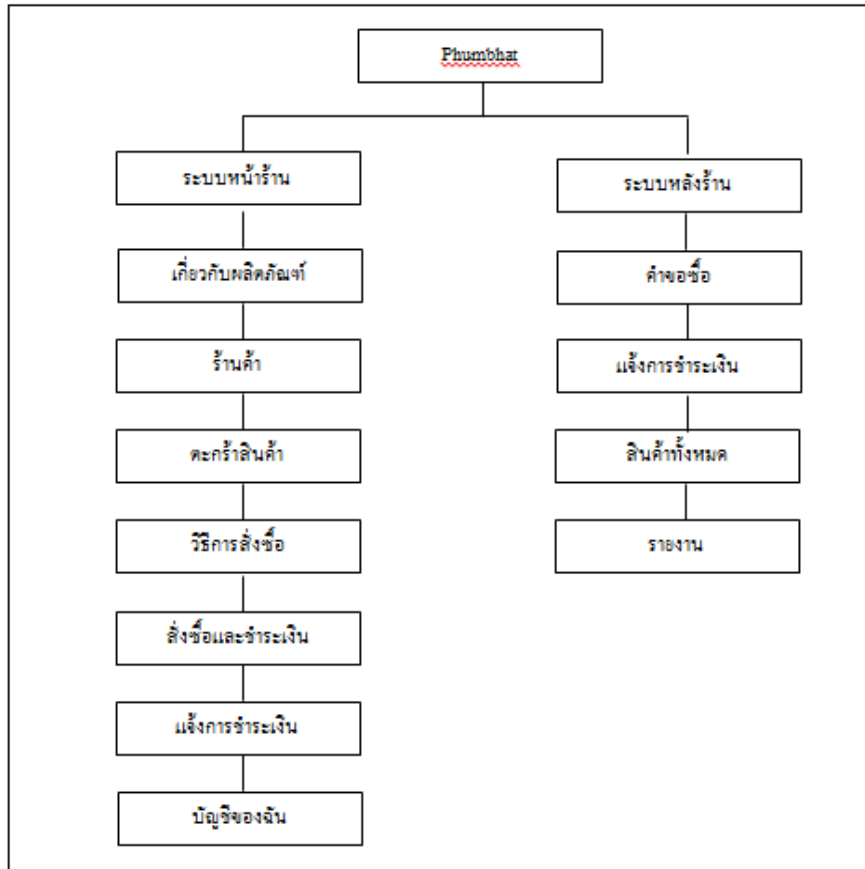 Phumbhat
ระบบหน้าร้าน
ระบบหลังร้าน
เกี่ยวกับผลิตภัณฑ์
คำขอซื้อ
ร้านค้า
แจ้งการชำระเงิน
ตะกร้าสินค้า
สินค้าทั้งหมด
วิธีการสั่งซื้อ
รายงาน
สั่งซื้อและชำระเงิน
แจ้งการชำระเงิน
บัญชีของฉัน